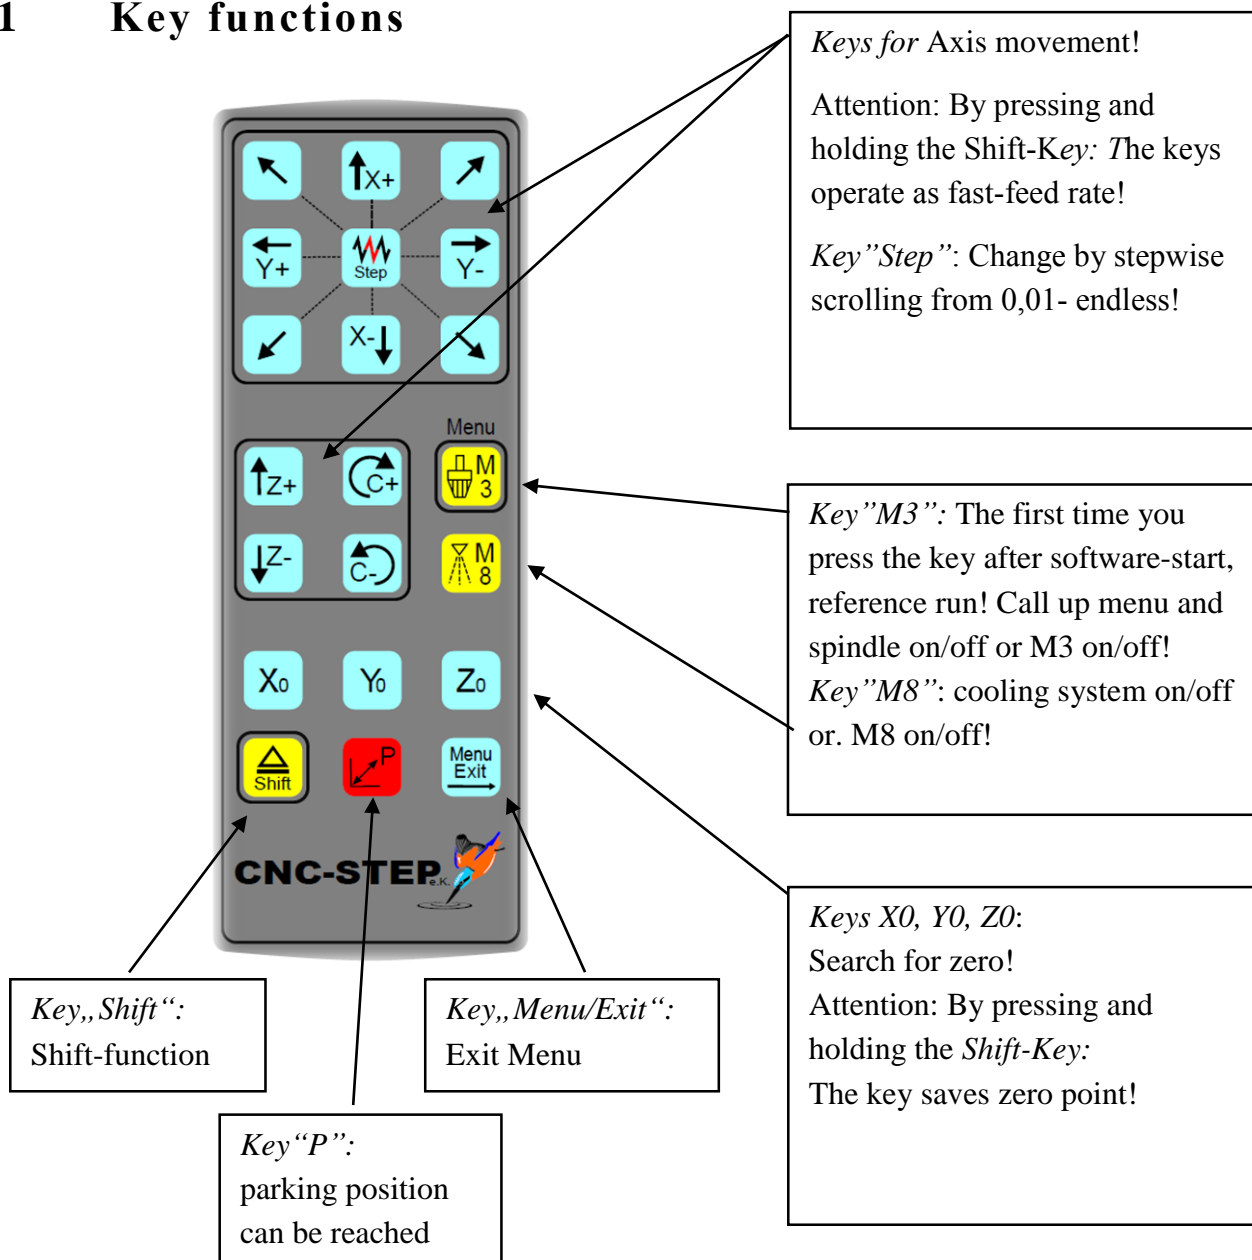 1 Key functions
Keys for Axis movement!
Attention: By pressing and
holding the Shift-Key: The keys
operate as fast-feed rate!
Key”Step”: Change by stepwise
scrolling from 0,01- endless!
X+
Y+
Step
Y-
X-
Menu
Z+
C+
M
3
Z-
C-
M
8
Key”M3”: The first time you
press the key after software-start,
reference run! Call up menu and
spindle on/off or M3 on/off!
Key”M8”: cooling system on/off
or. M8 on/off!
X0
Y0
Z0
Shift
P
Menu
Exit
CNC-STEP e.K.
Keys X0, Y0, Z0:
Search for zero!
Attention: By pressing and
holding the Shift-Key:
The key saves zero point!
Key„Shift“:
Shift-function
Key„Menu/Exit“:
Exit Menu
Key“P”:
parking position
can be reached